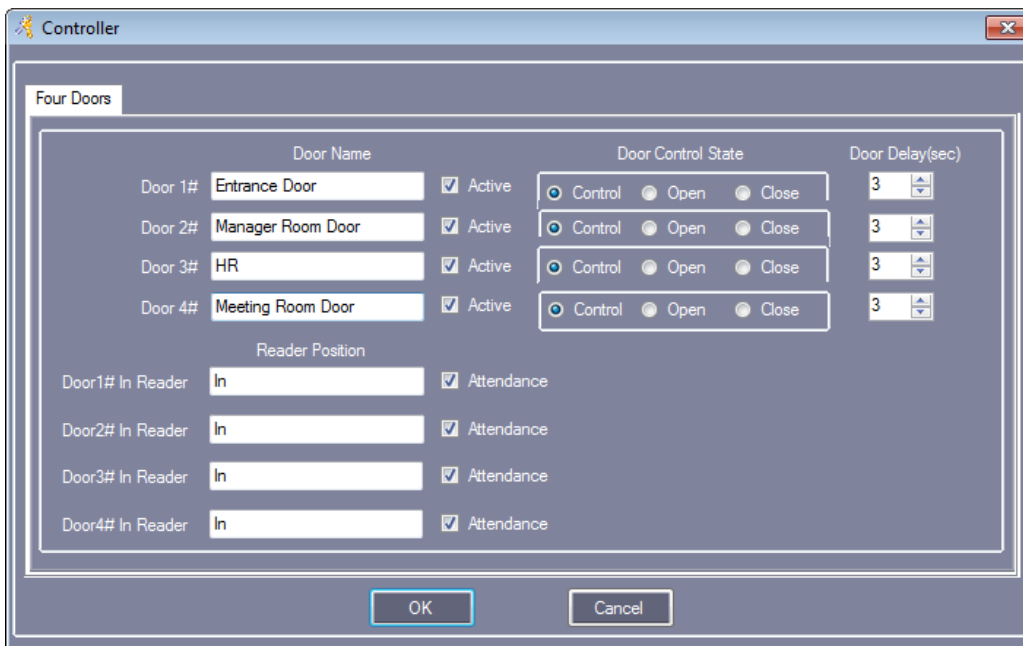 Controller
Four Doors
Door Name Door Control State Door Delay(sec)
Door 1# Entrance Door Active Control Open Close 3
Door 2# Manager Room Door Active Control Open Close 3
Door 3# HR Active Control Open Close 3
Door 4# Meeting Room Door Active Control Open Close 3
Reader Position
Door1# In Reader In Attendance
Door2# In Reader In Attendance
Door3# In Reader In Attendance
Door4# In Reader In Attendance
OK Cancel